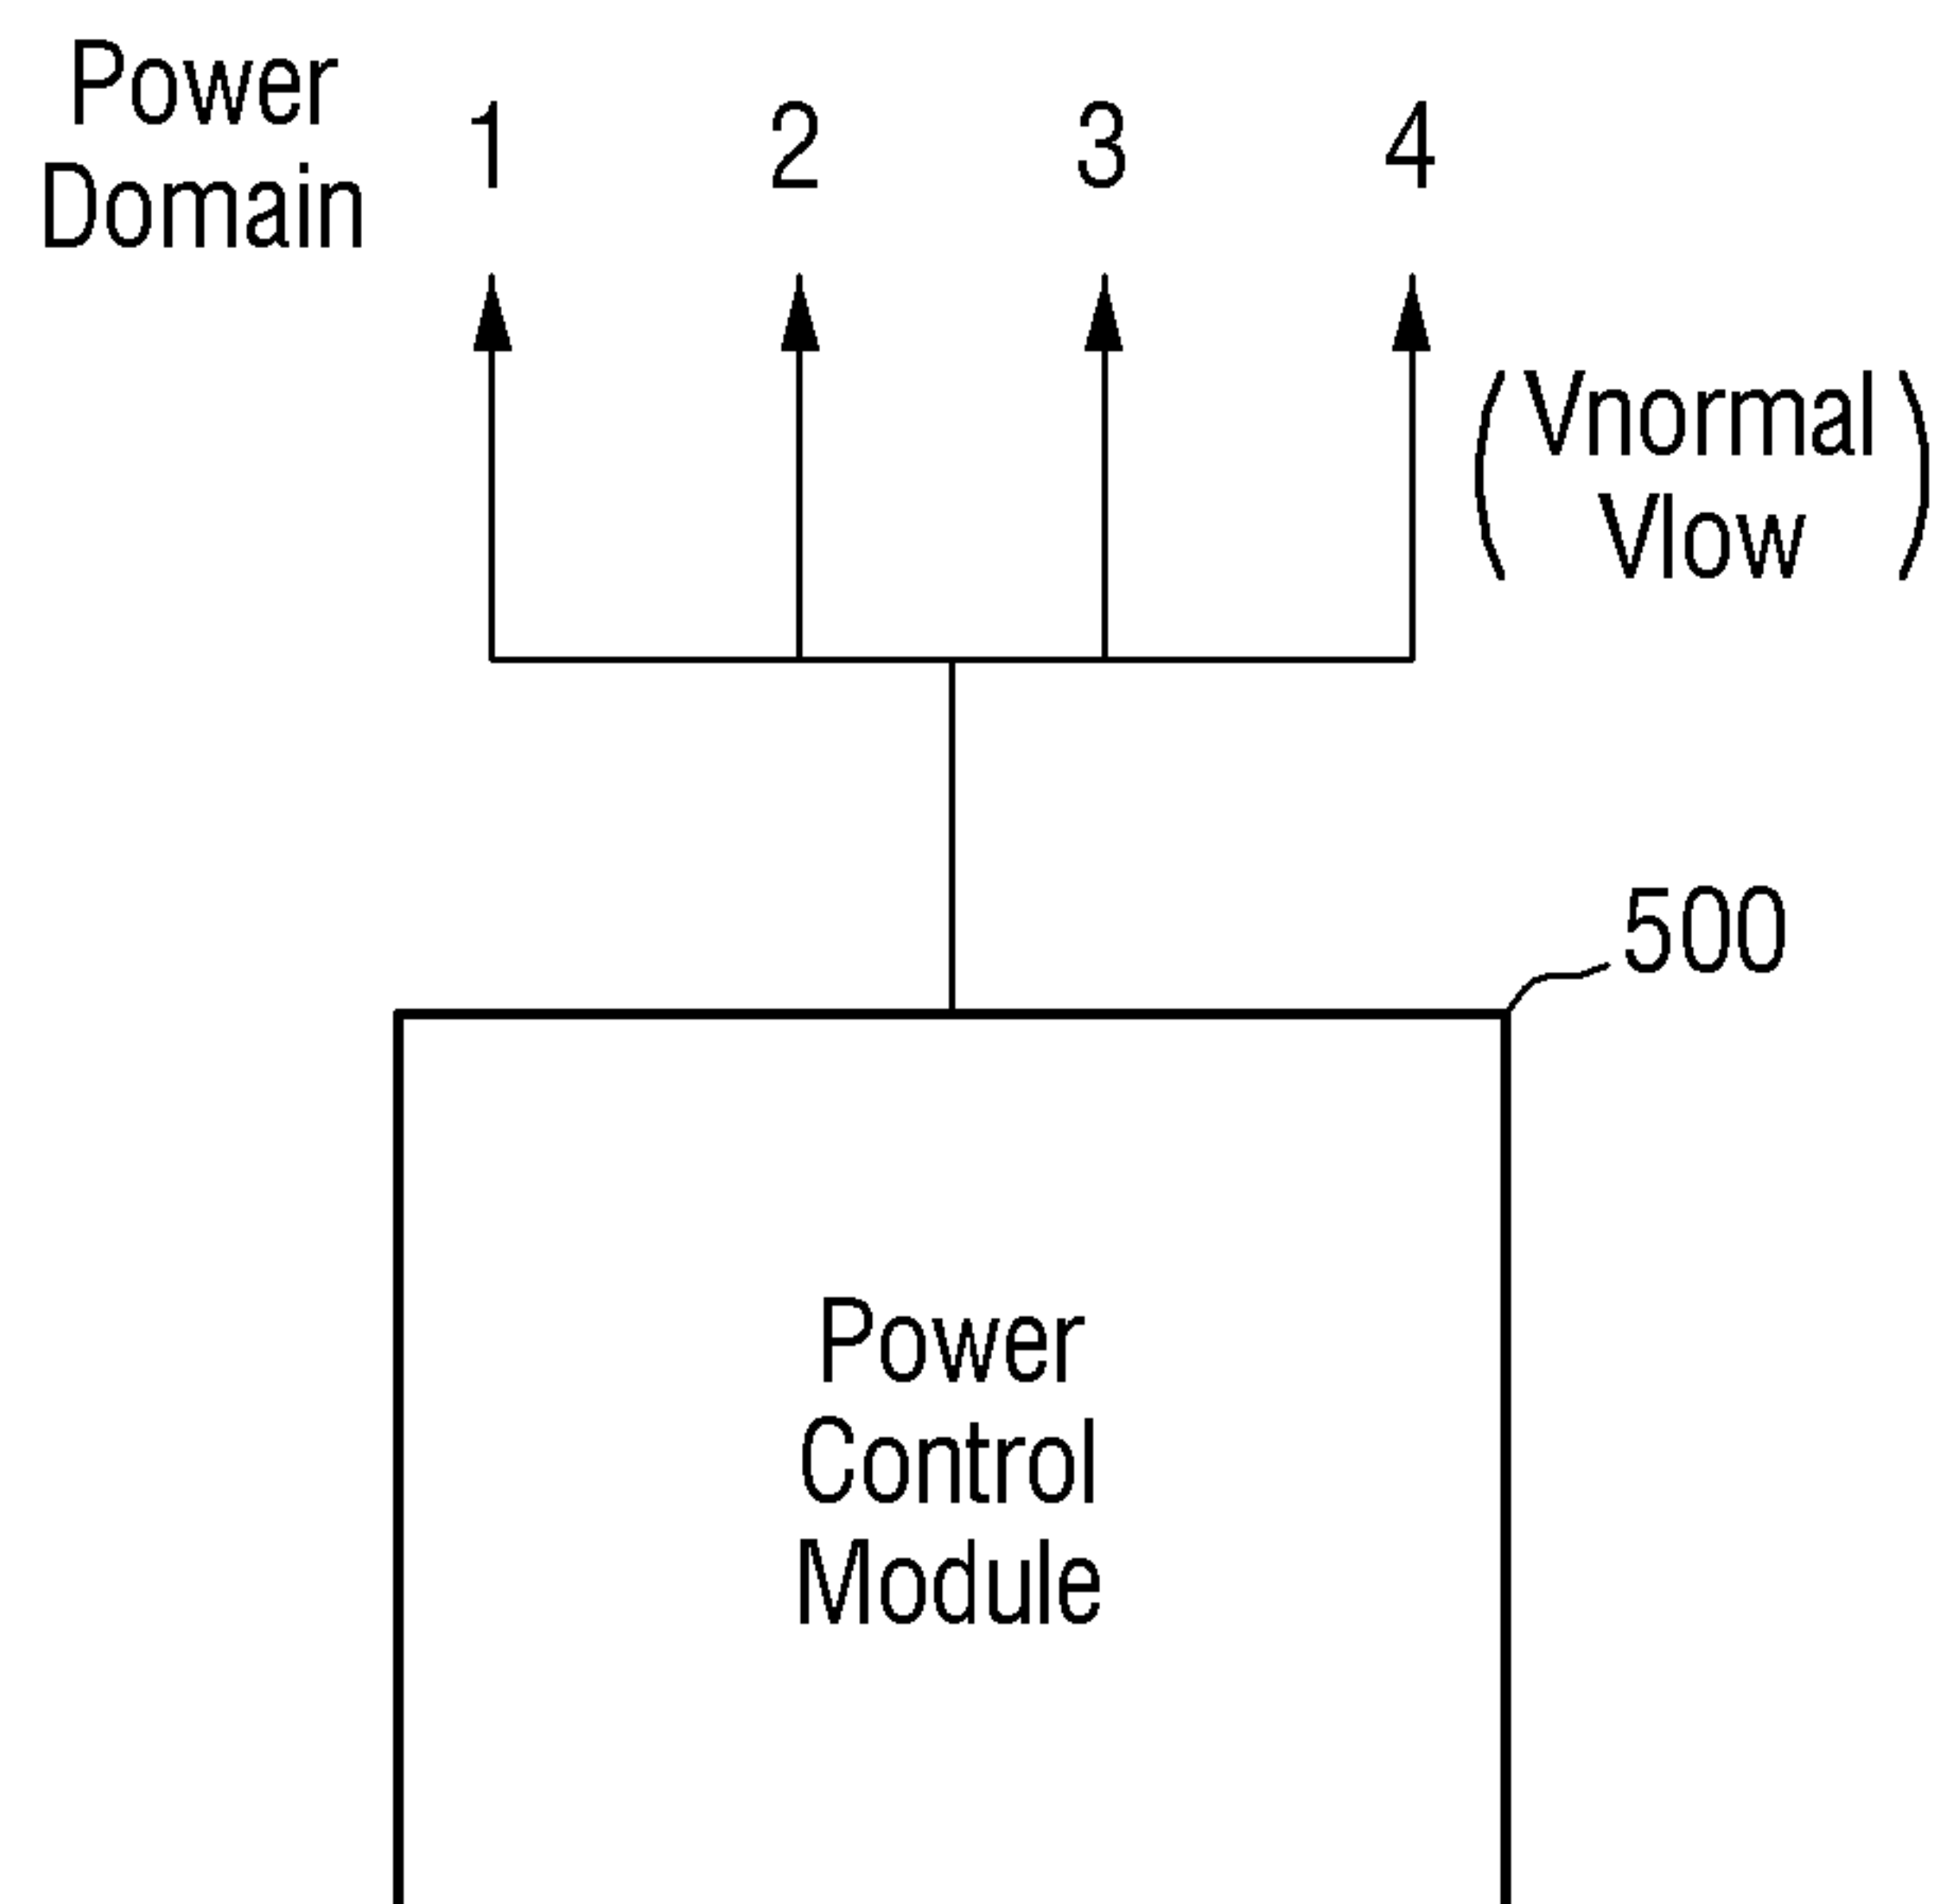 Power
Domain
1 2 3 4
(Vnormal
Vlow)
500
Power
Control
Module